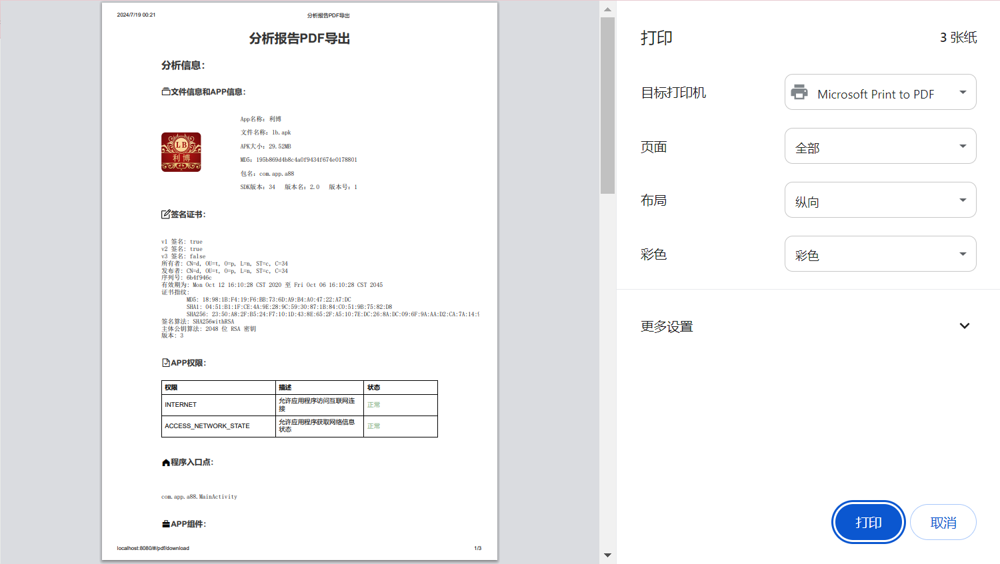 2024/7/19 00:21
分析报告PDF导出
分析报告PDF导出
分析信息：
文件信息和APP信息：
LB
利博
App名称：利博
文件名称：lb.apk
APK大小：29.52MB
MD5：195b869d4b8c4a0f9434f674e0178801
包名：com.app.a88
SDK版本：34 版本名：2.0 版本号：1
签名证书：
v1 签名: true
v2 签名: true
v3 签名: false
所有者: CN=d, OU=t, O=p, L=n, ST=c, C=34
发布者: CN=d, OU=t, O=p, L=n, ST=c, C=34
序列号: 6b4f946c
有效期为: Mon Oct 12 16:10:28 CST 2020 至 Fri Oct 06 16:10:28 CST 2045
证书指纹:
MD5: 18:98:1B:F4:19:F6:BB:73:6D:A9:B4:A0:47:22:A7:DC
SHA1: 04:51:B1:1F:CE:4A:9E:28:9C:59:30:87:1B:84:C0:51:9B:75:82:D8
SHA256: 23:50:A8:2F:B5:24:F7:10:1D:43:8E:65:2F:A5:10:7E:DC:26:8A:DC:09:6F:9A:AA:D2:CA:7A:14:9
签名算法: SHA256withRSA
主体公钥算法: 2048 位 RSA 密钥
版本: 3
APP权限：
权限 描述 状态
INTERNET 允许应用程序访问互联网连接 正常
ACCESS_NETWORK_STATE 允许应用程序获取网络信息状态 正常
程序入口点：
com.app.a88.MainActivity
APP组件：
localhost:8080/#/pdf/download
1/3
打印
3 张纸
目标打印机
Microsoft Print to PDF
页面
全部
布局
纵向
彩色
彩色
更多设置
打印
取消